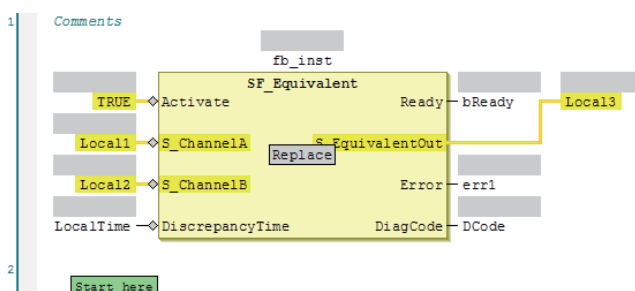 1 Comments
fb_inst
SF_Equivalent
TRUE Activate Ready bReady Local3
Local1 S_ChannelA S_EquivalentOut
Replace
Local2 S_ChannelB Error err1
LocalTime DiscrepancyTime DiagCode DCode
2
Start here